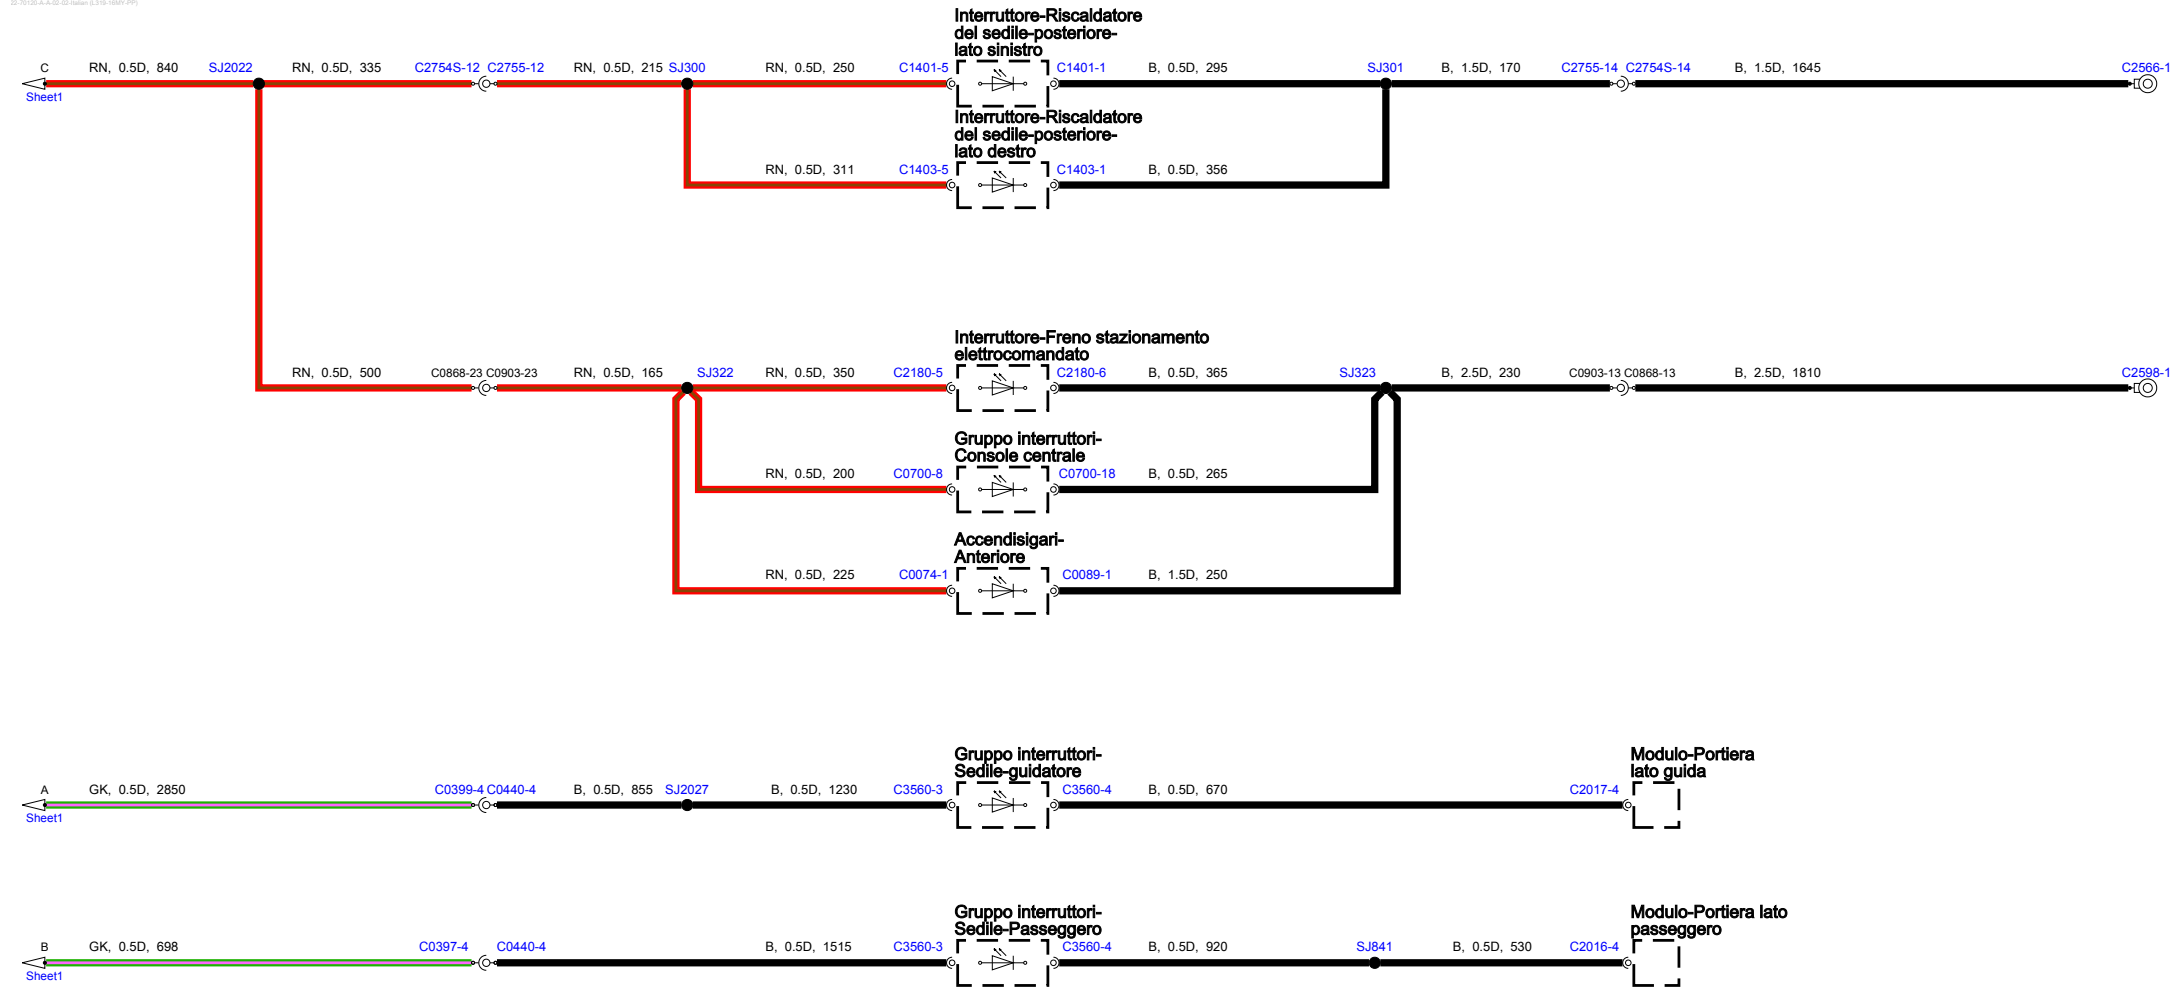 22-70120-A-A-02-02-Italian (L319-16MY-PP)
Interruttore-Riscaldatore
del sedile-posteriore-
lato sinistro
C RN, 0.5D, 840 SJ2022 RN, 0.5D, 335 C2754S-12 C2755-12 RN, 0.5D, 215 SJ300 RN, 0.5D, 250 C1401-5 C1401-1 B, 0.5D, 295 SJ301 B, 1.5D, 170 C2755-14 C2754S-14 B, 1.5D, 1645 C2566-1
Sheet1
Interruttore-Riscaldatore
del sedile-posteriore-
lato destro
RN, 0.5D, 311 C1403-5 C1403-1 B, 0.5D, 356
Interruttore-Freno stazionamento
elettrocomandato
RN, 0.5D, 500 C0868-23 C0903-23 RN, 0.5D, 165 SJ322 RN, 0.5D, 350 C2180-5 C2180-6 B, 0.5D, 365 SJ323 B, 2.5D, 230 C0903-13 C0868-13 B, 2.5D, 1810 C2598-1
Gruppo interruttori-
Console centrale
RN, 0.5D, 200 C0700-8 C0700-18 B, 0.5D, 265
Accendisigari-
Anteriore
RN, 0.5D, 225 C0074-1 C0089-1 B, 1.5D, 250
Gruppo interruttori-
Sedile-guidatore
Modulo-Portiera
lato guida
A GK, 0.5D, 2850 C0399-4 C0440-4 B, 0.5D, 855 SJ2027 B, 0.5D, 1230 C3560-3 C3560-4 B, 0.5D, 670 C2017-4
Sheet1
Gruppo interruttori-
Sedile-Passeggero
Modulo-Portiera lato
passeggero
B GK, 0.5D, 698 C0397-4 C0440-4 B, 0.5D, 1515 C3560-3 C3560-4 B, 0.5D, 920 SJ841 B, 0.5D, 530 C2016-4
Sheet1